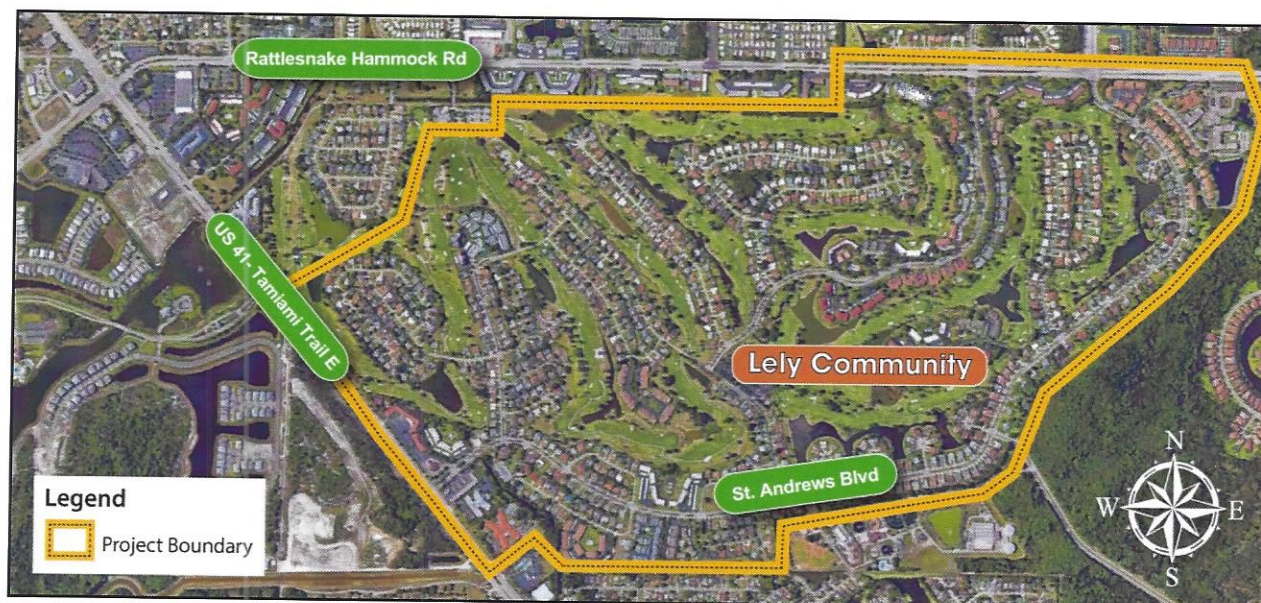 Rattlesnake Hammock Rd
US 41- Tamiami Trail E
Lely Community
St. Andrews Blvd
Legend
Project Boundary
N
W
E
S